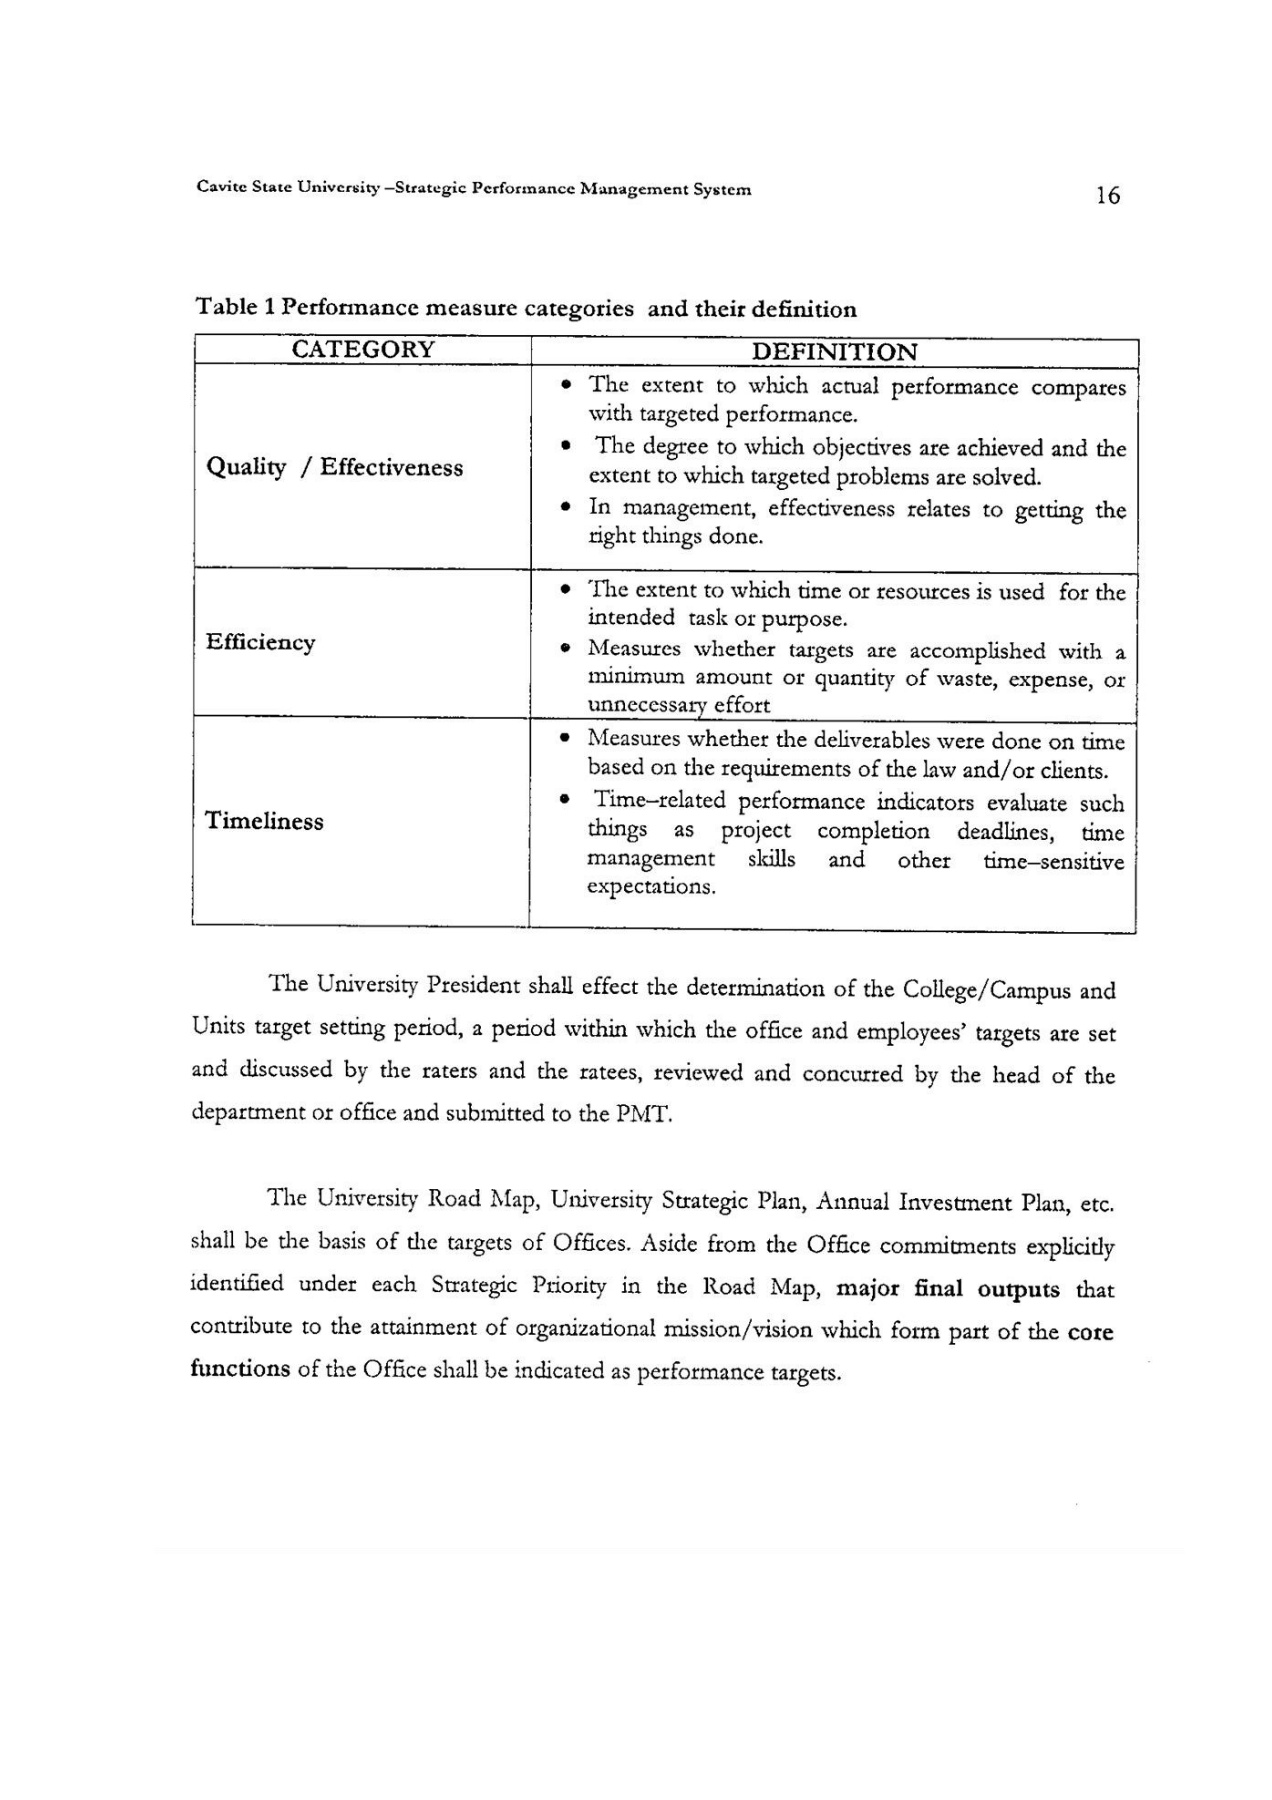 Cavite State University –Strategic Performance Management System
16
Table 1 Performance measure categories and their definition
CATEGORY
DEFINITION
Quality / Effectiveness
• The extent to which actual performance compares
with targeted performance.
• The degree to which objectives are achieved and the
extent to which targeted problems are solved.
• In management, effectiveness relates to getting the
right things done.
Efficiency
• The extent to which time or resources is used for the
intended task or purpose.
• Measures whether targets are accomplished with a
minimum amount or quantity of waste, expense, or
unnecessary effort
Timeliness
• Measures whether the deliverables were done on time
based on the requirements of the law and/or clients.
• Time–related performance indicators evaluate such
things as project completion deadlines, time
management skills and other time–sensitive
expectations.
The University President shall effect the determination of the College/Campus and
Units target setting period, a period within which the office and employees' targets are set
and discussed by the raters and the ratees, reviewed and concurred by the head of the
department or office and submitted to the PMT.
The University Road Map, University Strategic Plan, Annual Investment Plan, etc.
shall be the basis of the targets of Offices. Aside from the Office commitments explicitly
identified under each Strategic Priority in the Road Map, major final outputs that
contribute to the attainment of organizational mission/vision which form part of the core
functions of the Office shall be indicated as performance targets.